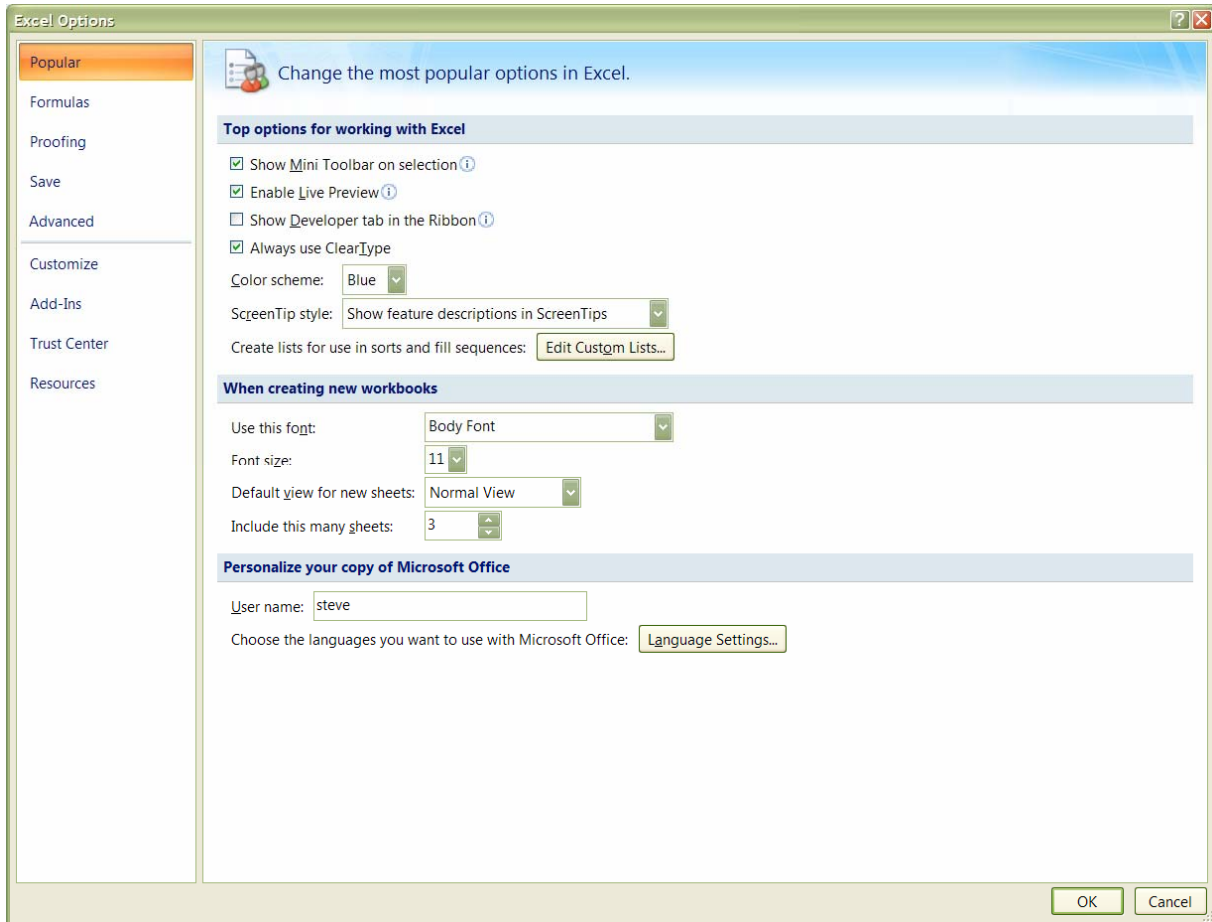 Excel Options
Popular
Formulas
Proofing
Save
Advanced
Customize
Add-Ins
Trust Center
Resources
Change the most popular options in Excel.
Top options for working with Excel
Show Mini Toolbar on selection
Enable Live Preview
Show Developer tab in the Ribbon
Always use ClearType
Color scheme: Blue
ScreenTip style: Show feature descriptions in ScreenTips
Create lists for use in sorts and fill sequences: Edit Custom Lists...
When creating new workbooks
Use this font: Body Font
Font size: 11
Default view for new sheets: Normal View
Include this many sheets: 3
Personalize your copy of Microsoft Office
User name: steve
Choose the languages you want to use with Microsoft Office: Language Settings...
OK Cancel